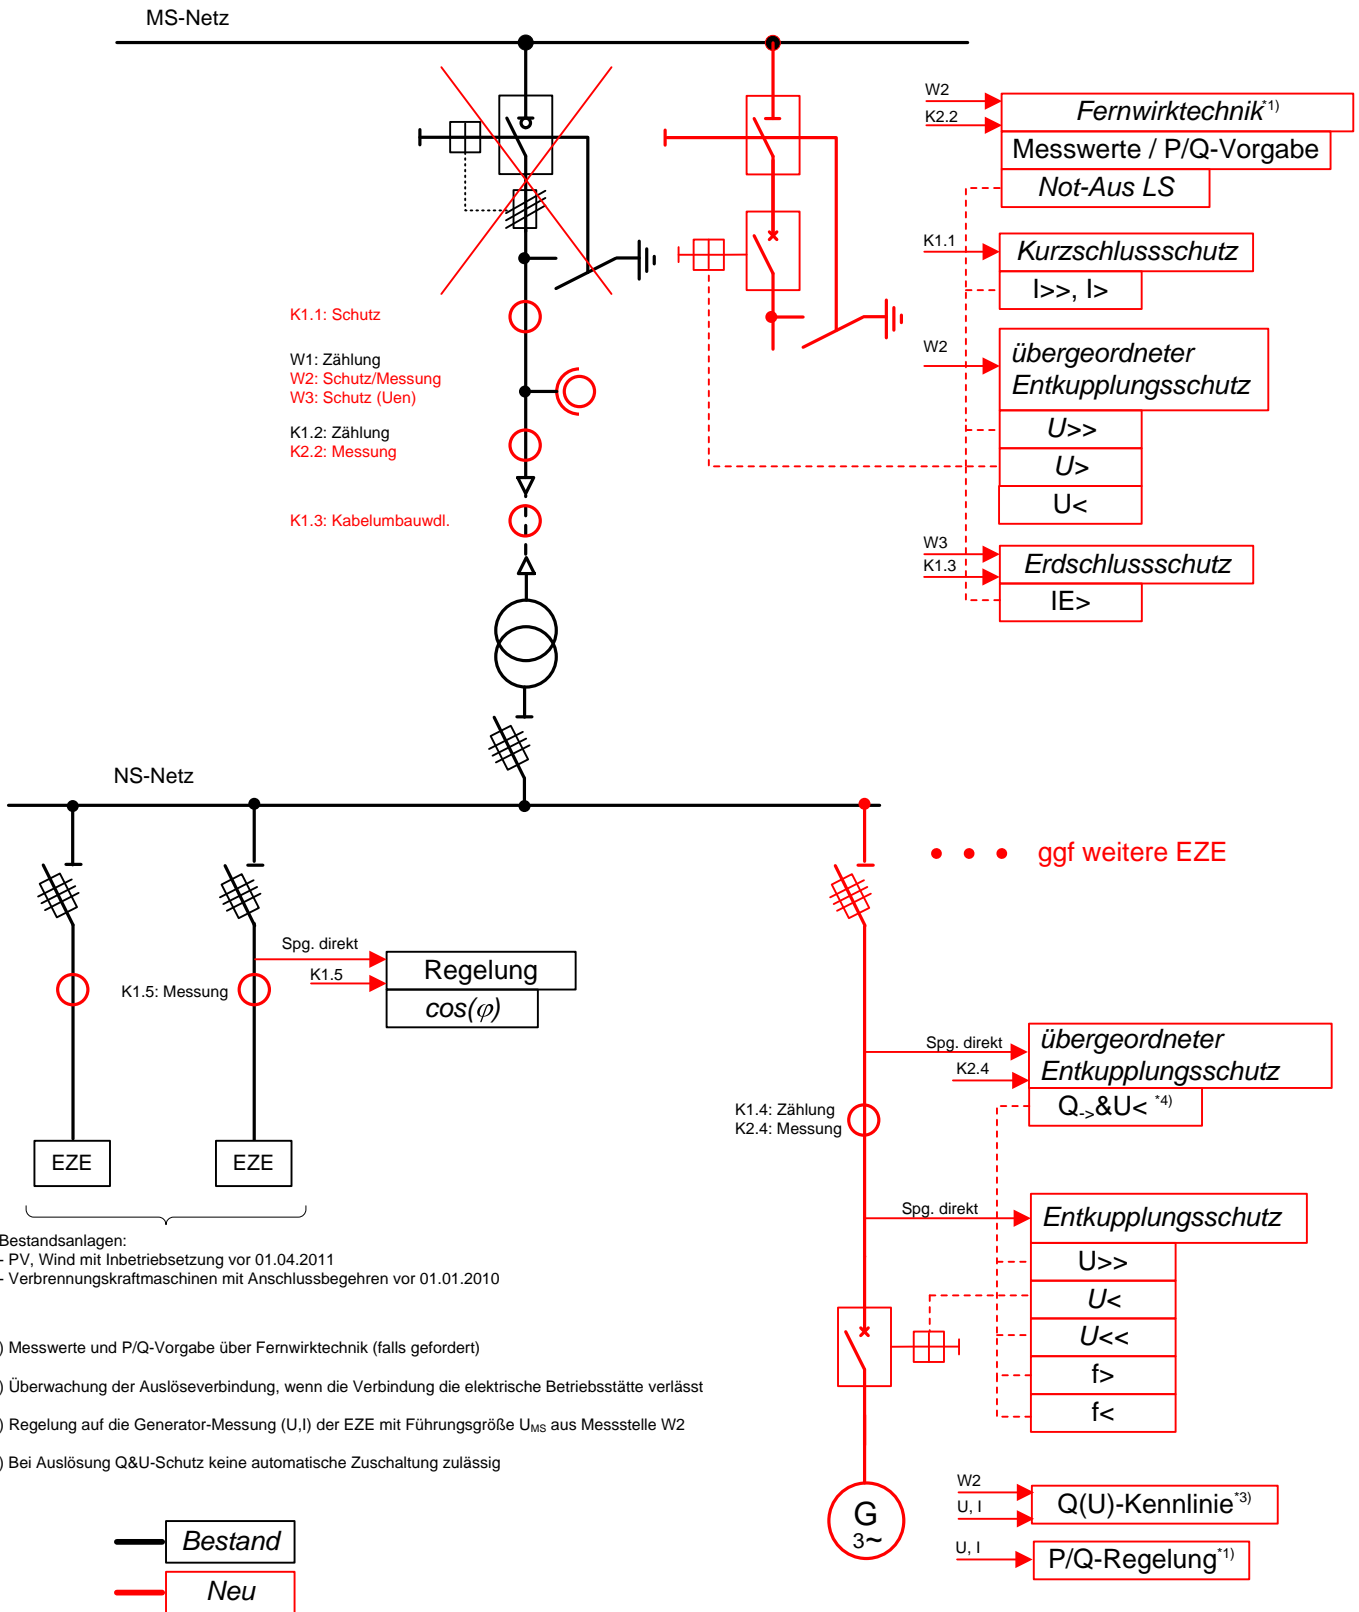 MS-Netz
W2
K2.2
Fernwirktechnik*1)
Messwerte / P/Q-Vorgabe
Not-Aus LS
K1.1
Kurzschlussschutz
I>>, I>
K1.1: Schutz
W1: Zählung
W2: Schutz/Messung
W3: Schutz (Uen)
K1.2: Zählung
K2.2: Messung
K1.3: Kabelumbauwdl.
W2
übergeordneter
Entkupplungsschutz
U>>
U>
U<
W3
K1.3
Erdschlussschutz
IE>
NS-Netz
ggf weitere EZE
Spg. direkt
K1.5
Regelung
cos(φ)
K1.5: Messung
Spg. direkt
K2.4
übergeordneter
Entkupplungsschutz
Q->&U< *4)
K1.4: Zählung
K2.4: Messung
EZE
EZE
Spg. direkt
Entkupplungsschutz
U>>
U<
U<<
f>
f<
Bestandsanlagen:
- PV, Wind mit Inbetriebsetzung vor 01.04.2011
- Verbrennungskraftmaschinen mit Anschlussbegehren vor 01.01.2010
) Messwerte und P/Q-Vorgabe über Fernwirktechnik (falls gefordert)
) Überwachung der Auslöseverbindung, wenn die Verbindung die elektrische Betriebsstätte verlässt
) Regelung auf die Generator-Messung (U,I) der EZE mit Führungsgröße UMS aus Messstelle W2
) Bei Auslösung Q&U-Schutz keine automatische Zuschaltung zulässig
G
3~
W2
U, I
Q(U)-Kennlinie*3)
U, I
P/Q-Regelung*1)
Bestand
Neu